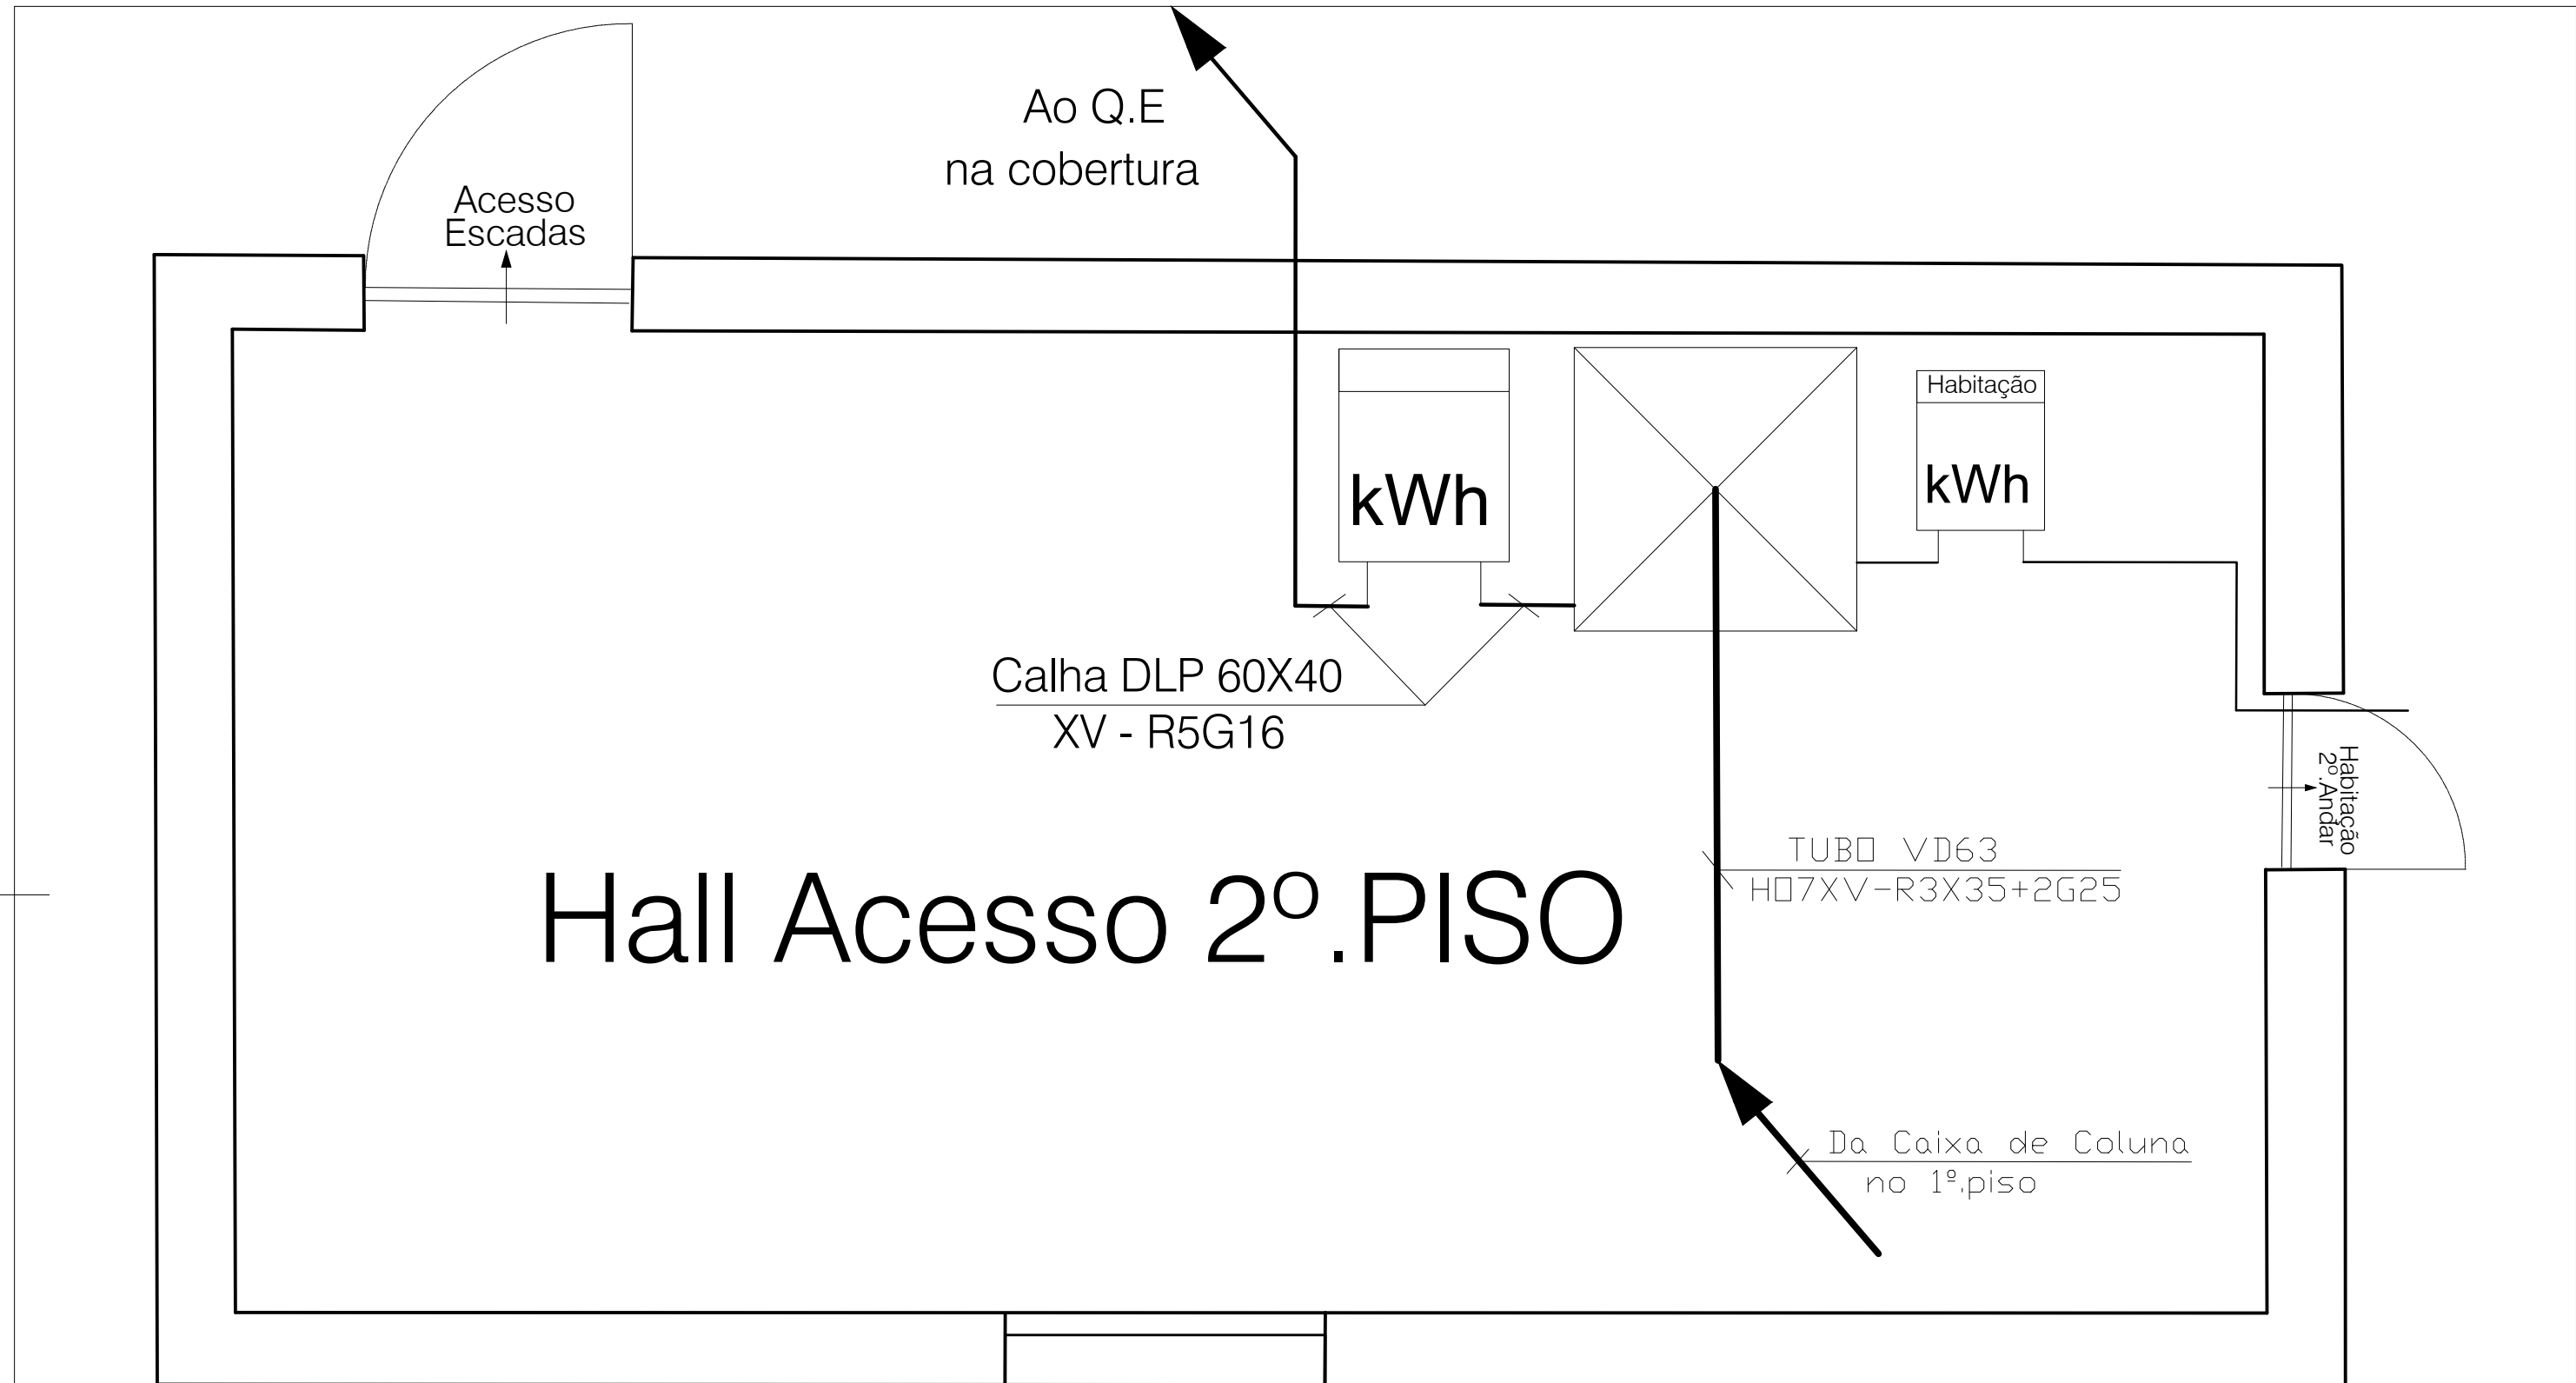 Ao Q.E
na cobertura
Acesso
Escadas
Habitação
kWh
kWh
Calha DLP 60X40
XV - R5G16
Habitação
2º.Andar
TUBO VD63
H07XV-R3X35+2G25
Hall Acesso 2º.PISO
Da Caixa de Coluna
no 1º.piso